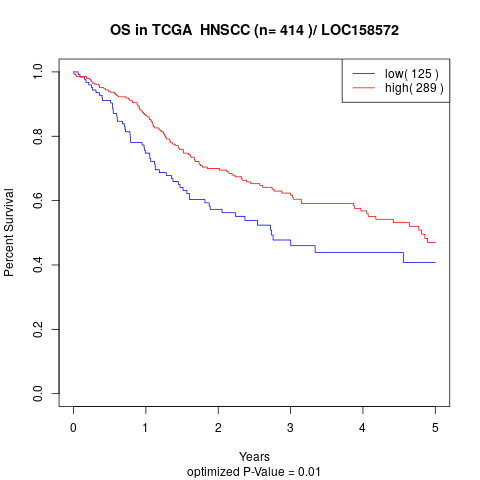 OS in TCGA  HNSCC (n= 414 )/ LOC158572
low( 125 )
high( 289 )
Percent Survival
1.0
0.8
0.6
0.4
0.2
0.0
0 1 2 3 4 5
Years
optimized P-Value = 0.01